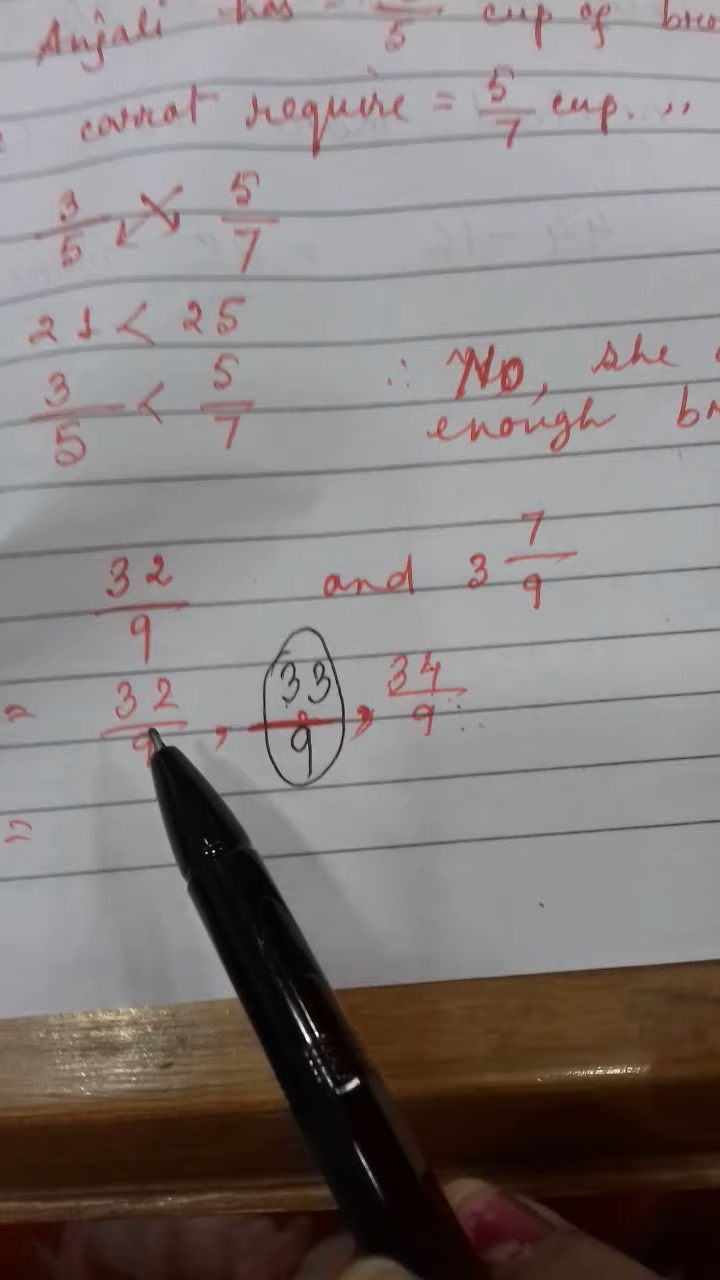 Anjali has 5 cup of
carrot require = 5/7 cup...
3/5 5/7
21 < 25
3/5 < 5/7 ∴ No, she
enough
32/9 and 3 7/9
= 32/9, 33/9, 34/9
=